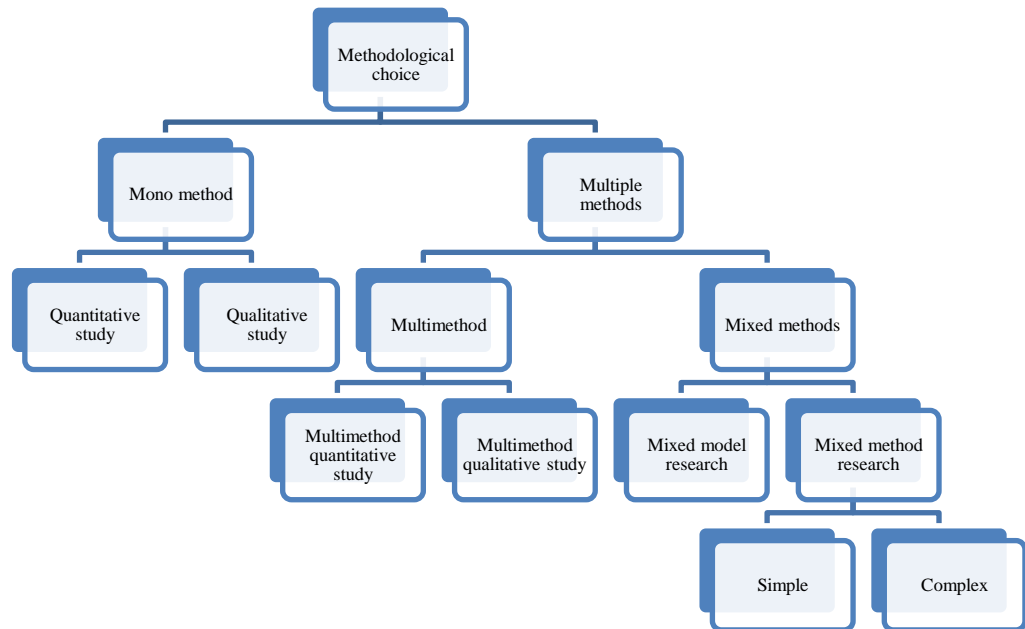 Methodological
choice
Mono method
Multiple
methods
Quantitative
study
Qualitative
study
Multimethod
Mixed methods
Multimethod
quantitative
study
Multimethod
qualitative study
Mixed model
research
Mixed method
research
Simple
Complex